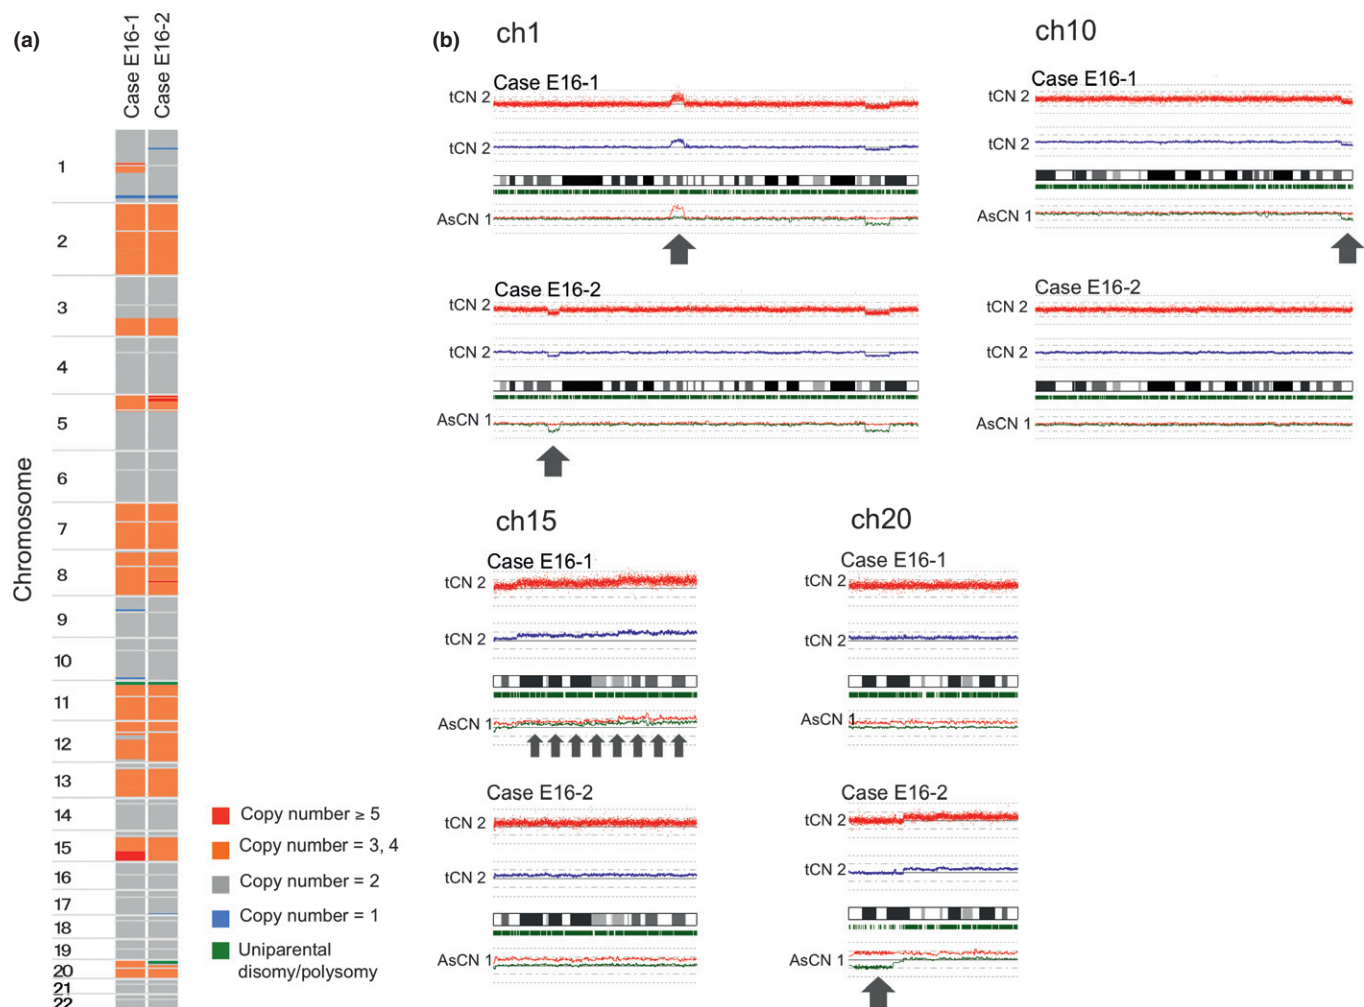 (a)
Case E16-1
Case E16-2
Chromosome
1
2
3
4
5
6
7
8
9
10
11
12
13
14
15
16
17
18
19
20
21
22
Copy number ≥ 5
Copy number = 3, 4
Copy number = 2
Copy number = 1
Uniparental
disomy/polysomy
(b)
ch1
Case E16-1
tCN 2
tCN 2
AsCN 1
Case E16-2
tCN 2
tCN 2
AsCN 1
ch10
Case E16-1
tCN 2
tCN 2
AsCN 1
Case E16-2
tCN 2
tCN 2
AsCN 1
ch15
Case E16-1
tCN 2
tCN 2
AsCN 1
Case E16-2
tCN 2
tCN 2
AsCN 1
ch20
Case E16-1
tCN 2
tCN 2
AsCN 1
Case E16-2
tCN 2
tCN 2
AsCN 1